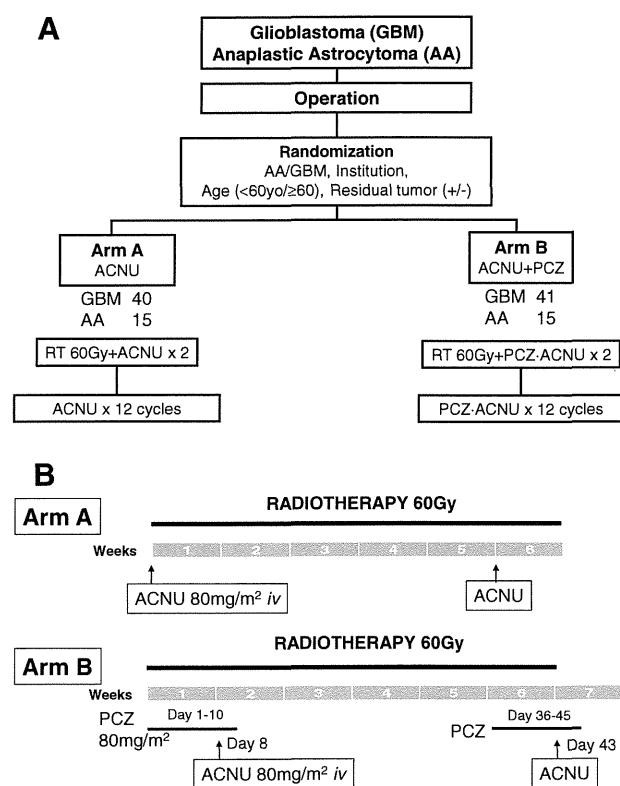 A
Glioblastoma (GBM)
Anaplastic Astrocytoma (AA)
Operation
Randomization
AA/GBM, Institution,
Age (<60yo/≥60), Residual tumor (+/-)
Arm A
ACNU
GBM 40
AA 15
RT 60Gy+ACNU x 2
ACNU x 12 cycles
Arm B
ACNU+PCZ
GBM 41
AA 15
RT 60Gy+PCZ·ACNU x 2
PCZ·ACNU x 12 cycles
B
Arm A
RADIOTHERAPY 60Gy
Weeks 1 2 3 4 5 6
ACNU 80mg/m² iv
ACNU
Arm B
RADIOTHERAPY 60Gy
Weeks 1 2 3 4 5 6 7
PCZ
80mg/m²
Day 1-10
Day 8
ACNU 80mg/m² iv
PCZ
Day 36-45
Day 43
ACNU